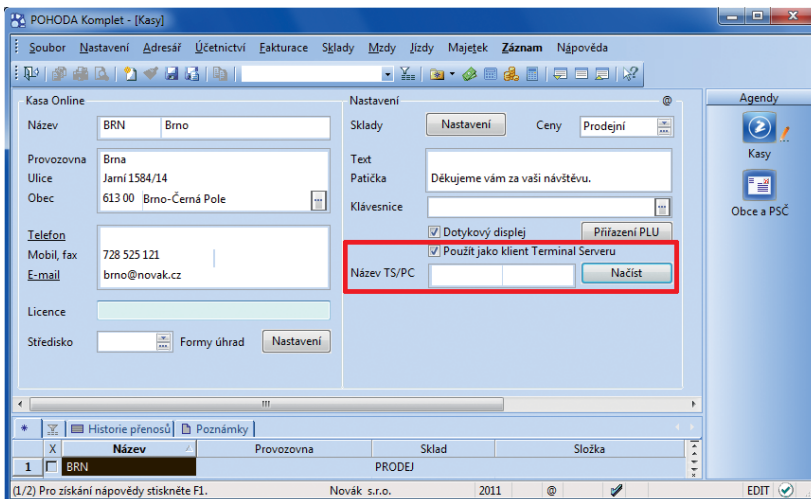 POHODA Komplet - [Kasy]
Soubor Nastavení Adresář Účetnictví Fakturace Sklady Mzdy Jízdy Majetek Záznam Nápověda
Kasa Online
Název BRN Brno
Provozovna Brna
Ulice Jarní 1584/14
Obec 613 00 Brno-Černá Pole
Telefon
Mobil, fax 728 525 121
E-mail brno@novak.cz
Licence
Středisko Formy úhrad Nastavení
Nastavení @
Sklady Nastavení Ceny Prodejní
Text
Patička Děkujeme vám za vaši návštěvu.
Klávesnice
Dotykový displej Přiřazení PLU
Použít jako klient Terminal Serveru
Název TS/PC Načíst
Agendy
Kasy
Obce a PSČ
* Historie přenosů Poznámky
X Název Provozovna Sklad Složka
1 BRN PRODEJ
(1/2) Pro získání nápovědy stiskněte F1. Novák s.r.o. 2011 @ EDIT